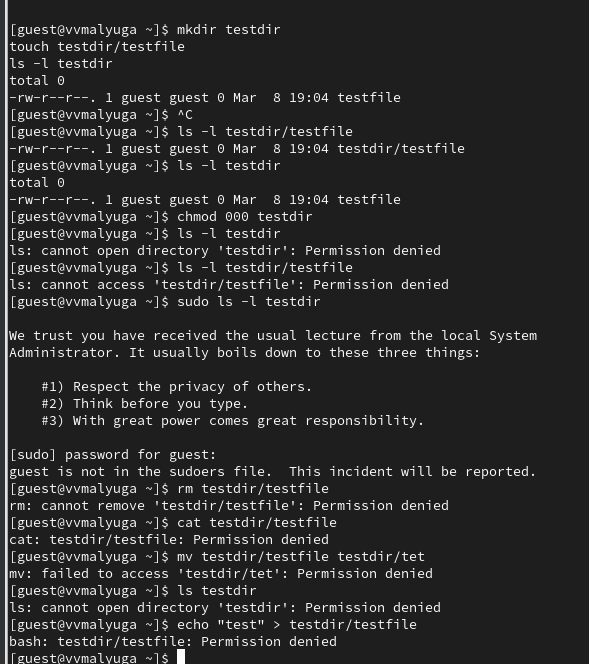 [guest@vvmalyuga ~]$ mkdir testdir
touch testdir/testfile
ls -l testdir
total 0
-rw-r--r--. 1 guest guest 0 Mar  8 19:04 testfile
[guest@vvmalyuga ~]$ ^C
[guest@vvmalyuga ~]$ ls -l testdir/testfile
-rw-r--r--. 1 guest guest 0 Mar  8 19:04 testdir/testfile
[guest@vvmalyuga ~]$ ls -l testdir
total 0
-rw-r--r--. 1 guest guest 0 Mar  8 19:04 testfile
[guest@vvmalyuga ~]$ chmod 000 testdir
[guest@vvmalyuga ~]$ ls -l testdir
ls: cannot open directory 'testdir': Permission denied
[guest@vvmalyuga ~]$ ls -l testdir/testfile
ls: cannot access 'testdir/testfile': Permission denied
[guest@vvmalyuga ~]$ sudo ls -l testdir

We trust you have received the usual lecture from the local System
Administrator. It usually boils down to these three things:

    #1) Respect the privacy of others.
    #2) Think before you type.
    #3) With great power comes great responsibility.

[sudo] password for guest:
guest is not in the sudoers file.  This incident will be reported.
[guest@vvmalyuga ~]$ rm testdir/testfile
rm: cannot remove 'testdir/testfile': Permission denied
[guest@vvmalyuga ~]$ cat testdir/testfile
cat: testdir/testfile: Permission denied
[guest@vvmalyuga ~]$ mv testdir/testfile testdir/tet
mv: failed to access 'testdir/tet': Permission denied
[guest@vvmalyuga ~]$ ls testdir
ls: cannot open directory 'testdir': Permission denied
[guest@vvmalyuga ~]$ echo "test" > testdir/testfile
bash: testdir/testfile: Permission denied
[guest@vvmalyuga ~]$